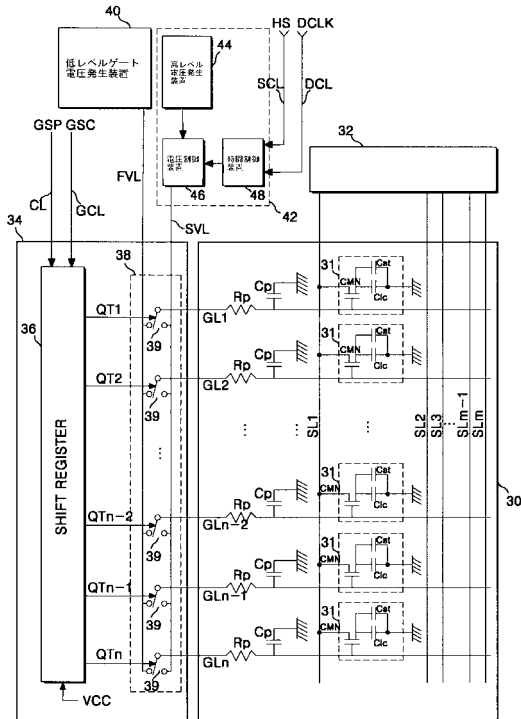 40
低レベルゲート
電圧発生装置
44
高レベル
電圧発生
装置
HS DCLK
SCL
DCL
電圧制御
装置
46
時間制御
装置
48
42
32
GSP GSC
CL
GCL
FVL
SVL
34
36
38
SHIFT REGISTER
VCC
30
QT1
39
GL1
Rp
Cp
31
CMN
Cst
Clc
QT2
39
GL2
Rp
Cp
31
CMN
Cst
Clc
...
...
...
...
SL1
SL2
SL3
...
SLm-1
SLm
QTn-2
39
GLn-2
Rp
Cp
31
CMN
Cst
Clc
QTn-1
39
GLn-1
Rp
Cp
31
CMN
Cst
Clc
QTn
39
GLn
Rp
Cp
31
CMN
Cst
Clc